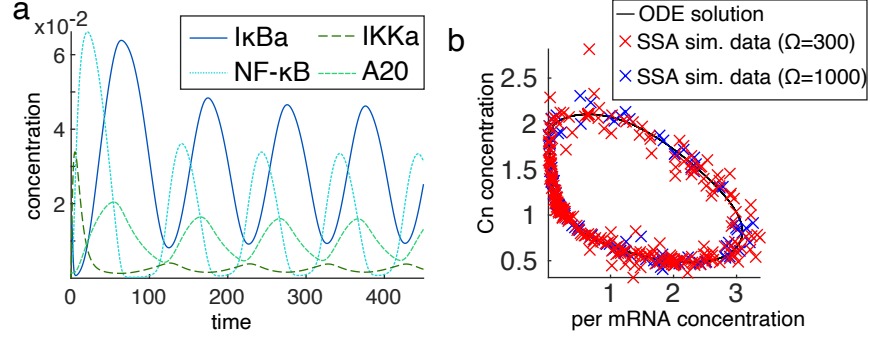 a
x10⁻²
6
4
2
concentration
IκBa
IKKa
NF-κB
A20
0
100
200
300
400
time
b
ODE solution
SSA sim. data (Ω=300)
SSA sim. data (Ω=1000)
2.5
2
1.5
1
0.5
Cn concentration
1
2
3
per mRNA concentration